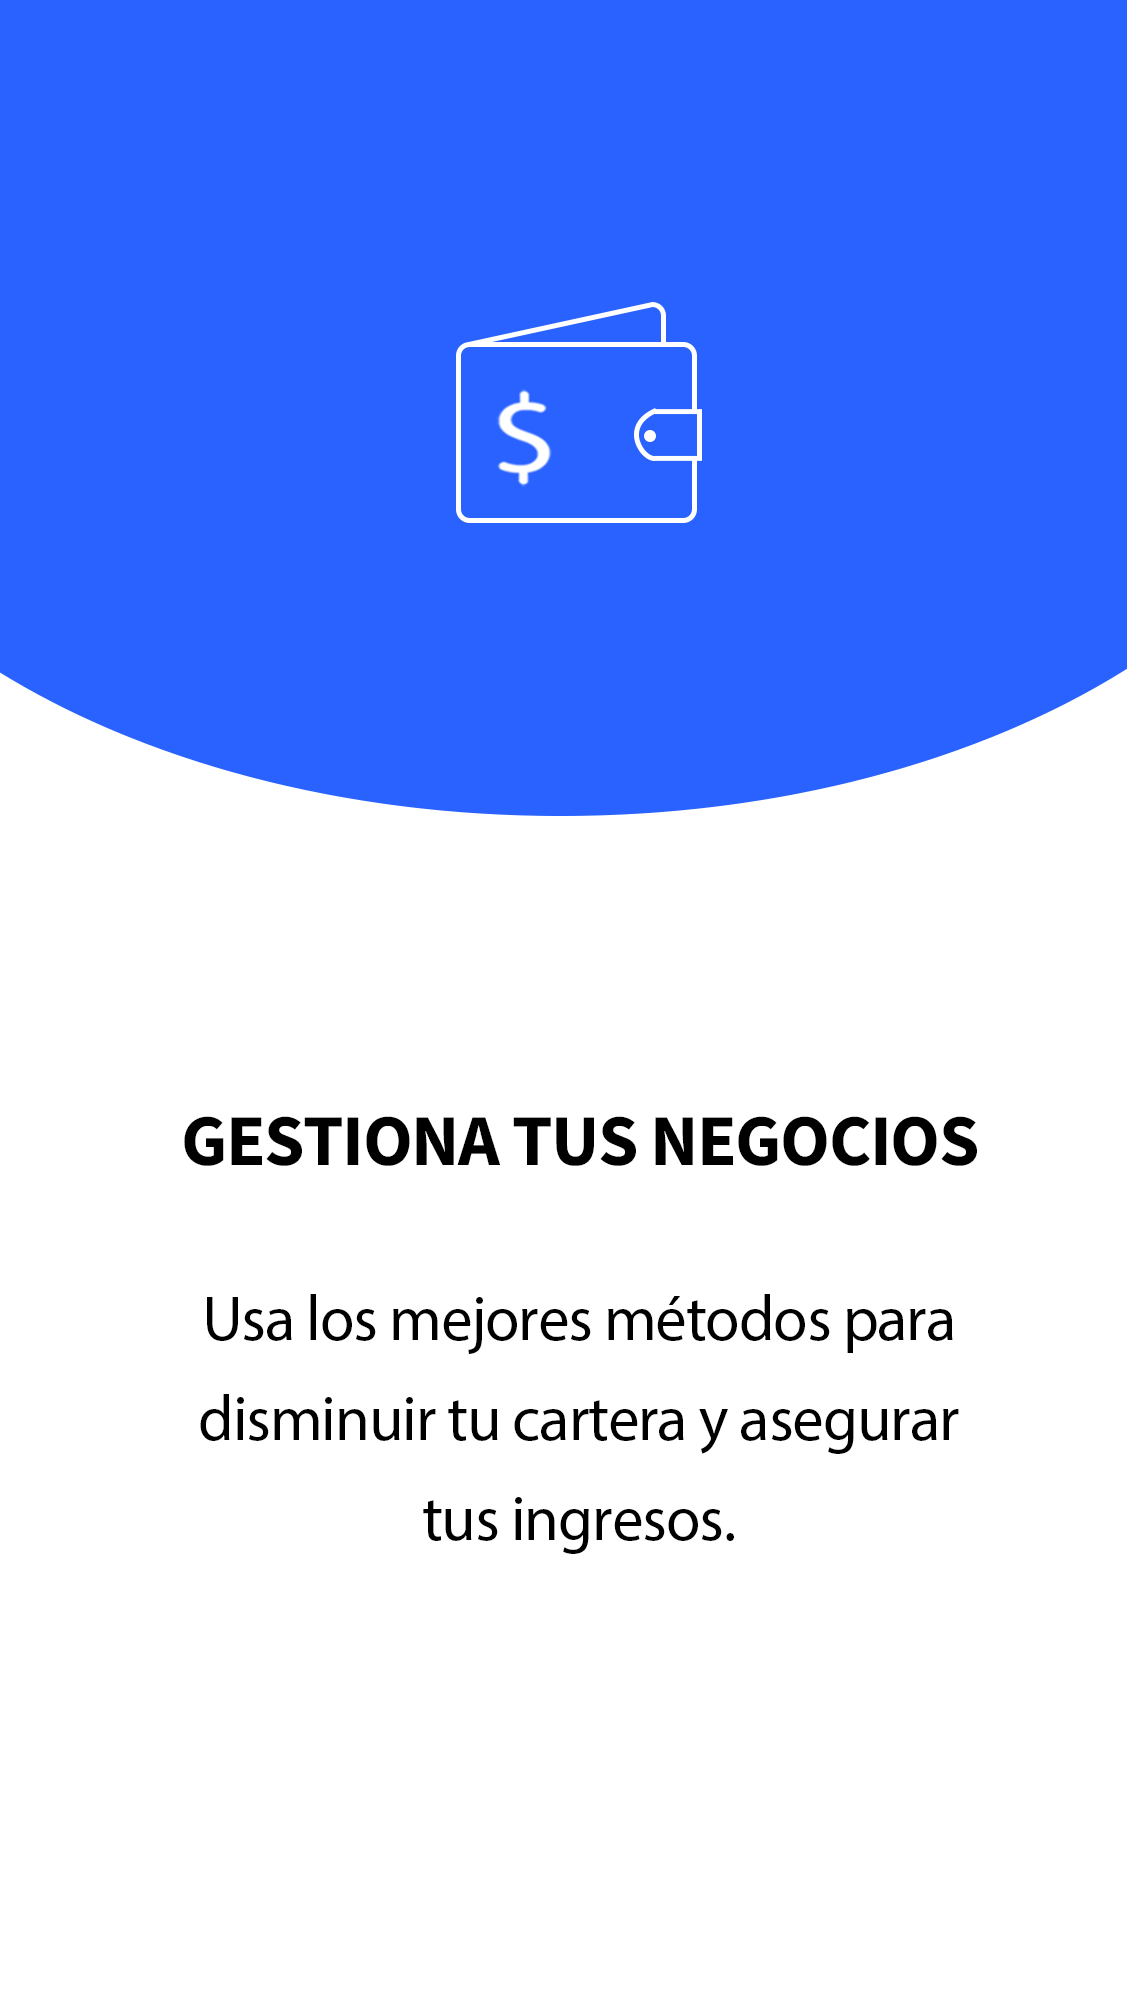 $
GESTIONA TUS NEGOCIOS
Usa los mejores métodos para
disminuir tu cartera y asegurar
tus ingresos.